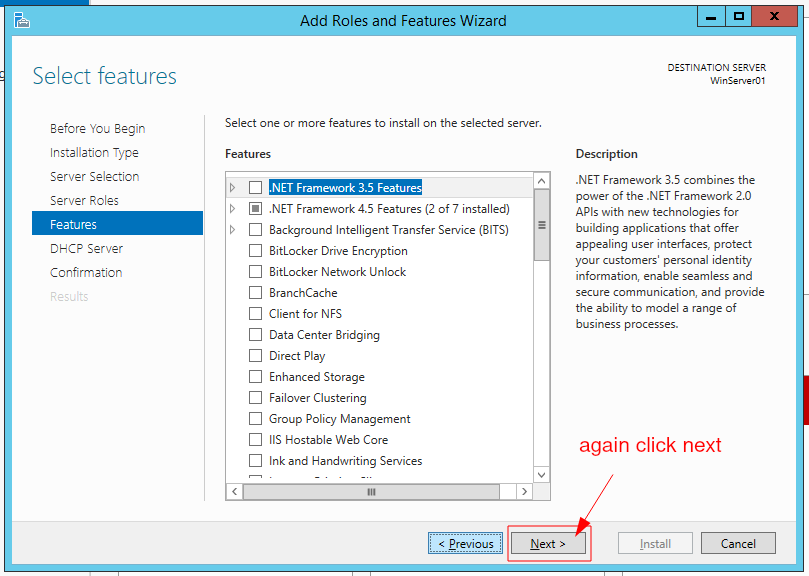 Add Roles and Features Wizard
Select features
DESTINATION SERVER
WinServer01
Before You Begin
Installation Type
Server Selection
Server Roles
Features
DHCP Server
Confirmation
Results
Select one or more features to install on the selected server.
Features
.NET Framework 3.5 Features
.NET Framework 4.5 Features (2 of 7 installed)
Background Intelligent Transfer Service (BITS)
BitLocker Drive Encryption
BitLocker Network Unlock
BranchCache
Client for NFS
Data Center Bridging
Direct Play
Enhanced Storage
Failover Clustering
Group Policy Management
IIS Hostable Web Core
Ink and Handwriting Services
Description
.NET Framework 3.5 combines the
power of the .NET Framework 2.0
APIs with new technologies for
building applications that offer
appealing user interfaces, protect
your customers' personal identity
information, enable seamless and
secure communication, and provide
the ability to model a range of
business processes.
again click next
< Previous
Next >
Install
Cancel